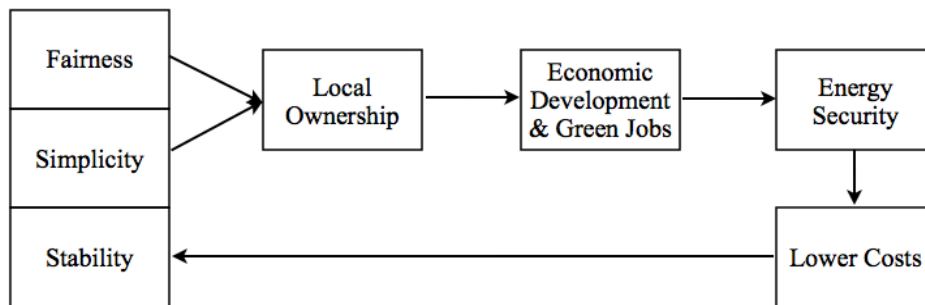 Fairness
Simplicity
Stability
Local
Ownership
Economic
Development
& Green Jobs
Energy
Security
Lower Costs